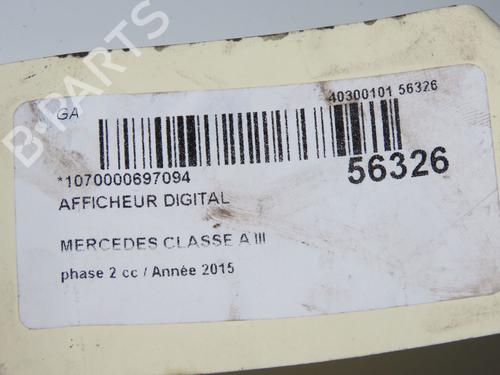 B-PARTS
GA
40300101 56326
*1070000697094
56326
AFFICHEUR DIGITAL
MERCEDES CLASSE A III
phase 2 cc / Année 2015